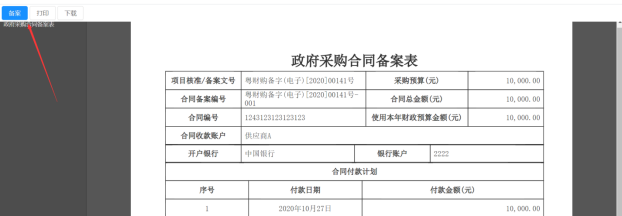 备案 打印 下载
政府采购合同备案表
政府采购合同备案表
项目核准/备案文号 粤财购备字(电子)[2020]00141号 采购预算(元) 10,000.00
合同备案编号 粤财购备字(电子)[2020]00141号-001 合同总金额(元) 10,000.00
合同编号 1243123123123123 使用本年财政预算金额(元) 10,000.00
合同收款账户 供应商A
开户银行 中国银行 银行账户 2222
合同付款计划
序号 付款日期 付款金额(元)
1 2020年10月27日 10,000.00